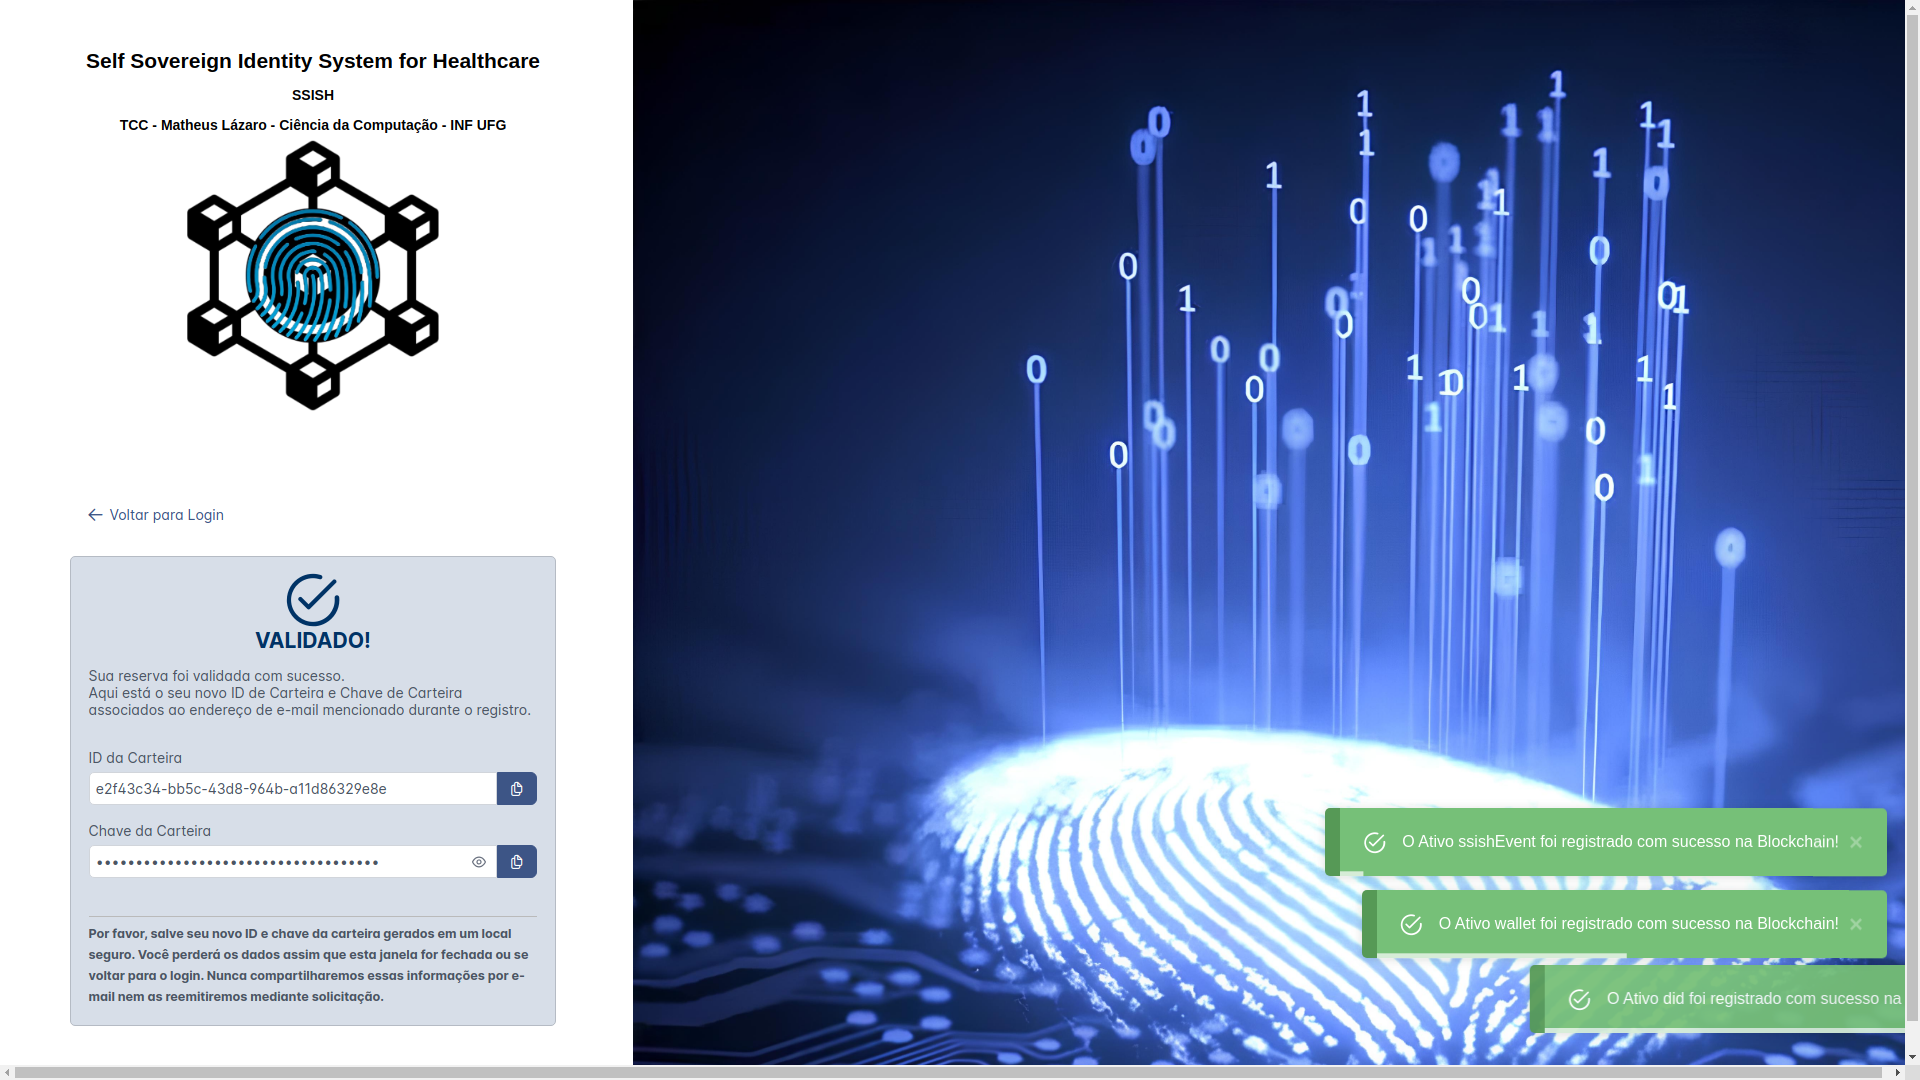 Self Sovereign Identity System for Healthcare
SSISH
TCC - Matheus Lázaro - Ciência da Computação - INF UFG
Voltar para Login
VALIDADO!
Sua reserva foi validada com sucesso.
Aqui está o seu novo ID de Carteira e Chave de Carteira
associados ao endereço de e-mail mencionado durante o registro.
ID da Carteira
e2f43c34-bb5c-43d8-964b-a11d86329e8e
Chave da Carteira
••••••••••••••••••••••••••••••••••••
Por favor, salve seu novo ID e chave da carteira gerados em um local
seguro. Você perderá os dados assim que esta janela for fechada ou se
voltar para o login. Nunca compartilharemos essas informações por e-
mail nem as reemitiremos mediante solicitação.
O Ativo ssishEvent foi registrado com sucesso na Blockchain!
O Ativo wallet foi registrado com sucesso na Blockchain!
O Ativo did foi registrado com sucesso na